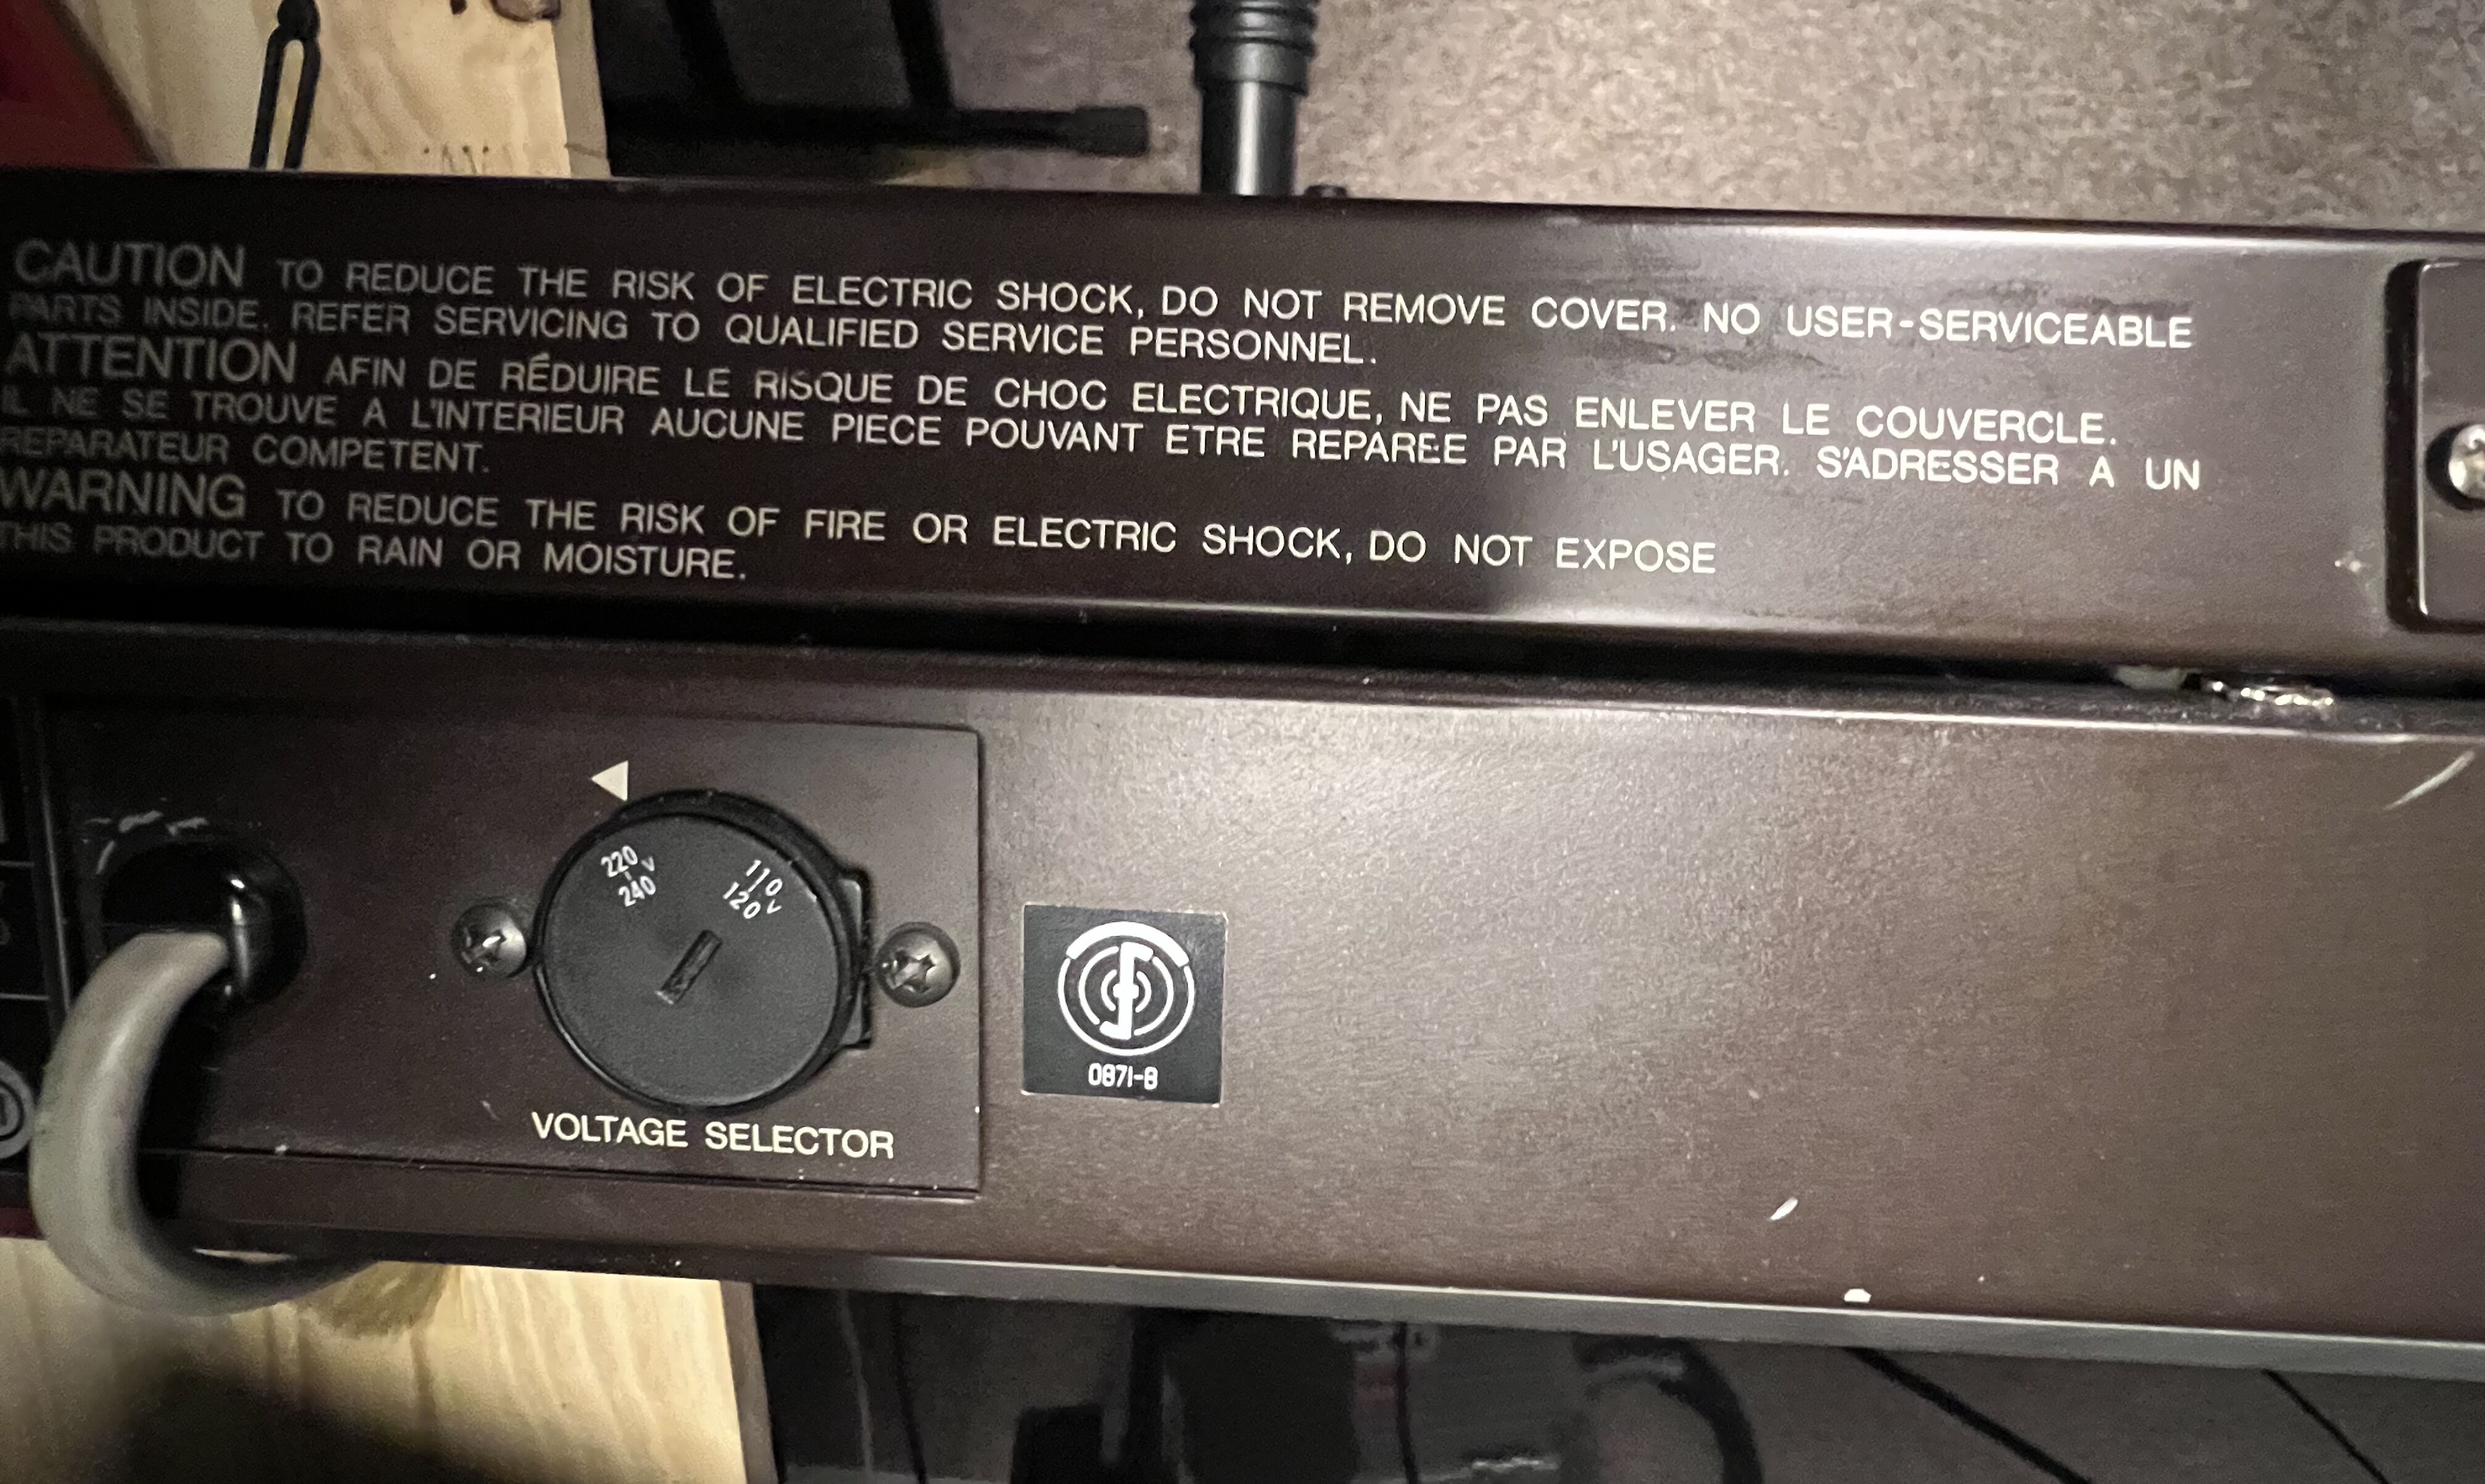 CAUTION TO REDUCE THE RISK OF ELECTRIC SHOCK, DO NOT REMOVE COVER. NO USER-SERVICEABLE
PARTS INSIDE. REFER SERVICING TO QUALIFIED SERVICE PERSONNEL.
ATTENTION AFIN DE RÉDUIRE LE RISQUE DE CHOC ELECTRIQUE, NE PAS ENLEVER LE COUVERCLE.
IL NE SE TROUVE A L'INTERIEUR AUCUNE PIECE POUVANT ETRE REPARÉE PAR L'USAGER. S'ADRESSER A UN
REPARATEUR COMPETENT.
WARNING TO REDUCE THE RISK OF FIRE OR ELECTRIC SHOCK, DO NOT EXPOSE
THIS PRODUCT TO RAIN OR MOISTURE.
220
240 V
110
120 V
0871-B
VOLTAGE SELECTOR